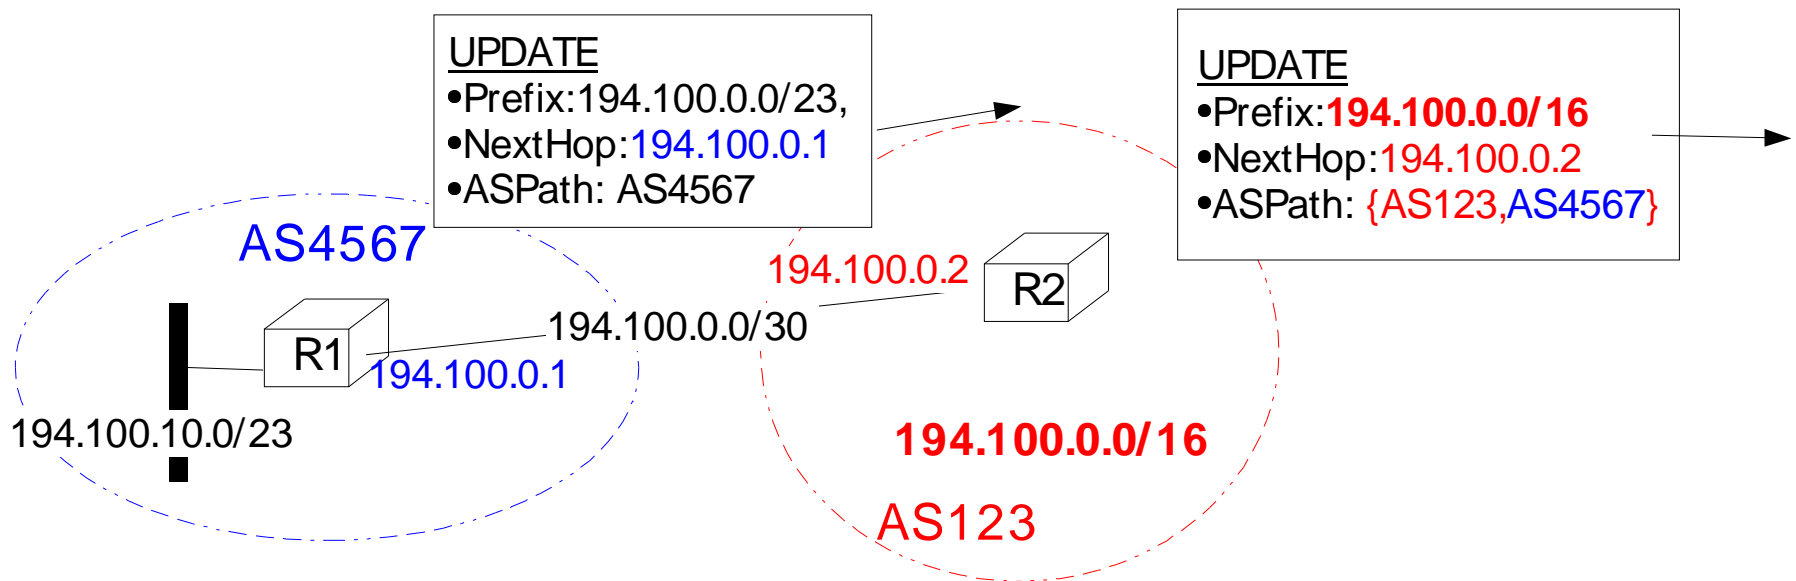 UPDATE
•Prefix:194.100.0.0/23,
•NextHop:194.100.0.1
•ASPath: AS4567
UPDATE
•Prefix:194.100.0.0/16
•NextHop:194.100.0.2
•ASPath: {AS123,AS4567}
AS4567
194.100.0.2
R2
194.100.0.0/30
R1
194.100.0.1
194.100.10.0/23
194.100.0.0/16
AS123